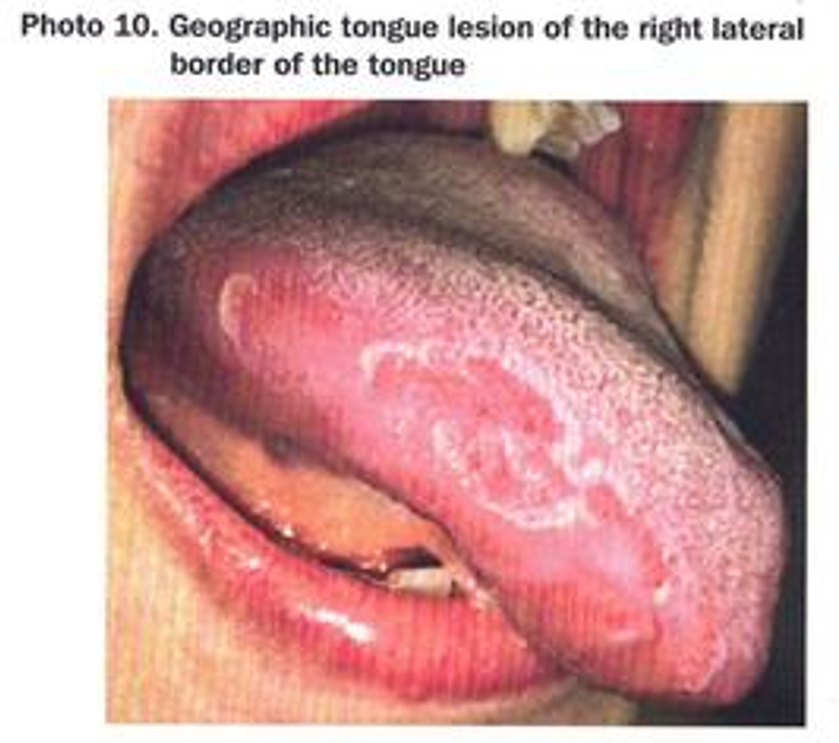 Photo 10. Geographic tongue lesion of the right lateral
border of the tongue